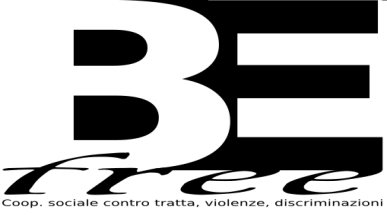 BE
free
Coop. sociale contro tratta, violenze, discriminazioni